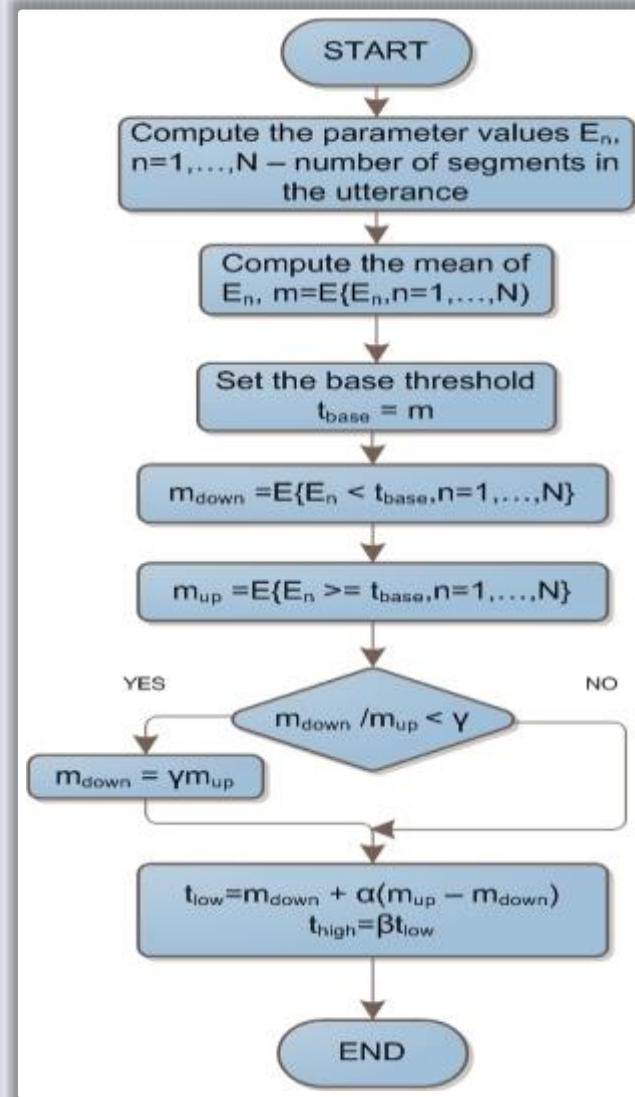 START
Compute the parameter values Eₙ,
n=1,…,N – number of segments in
the utterance
Compute the mean of
Eₙ, m=E{Eₙ,n=1,…,N)
Set the base threshold
t_base = m
m_down =E{Eₙ < t_base,n=1,…,N}
m_up =E{Eₙ >= t_base,n=1,…,N}
YES
NO
m_down /m_up < γ
m_down = γm_up
t_low=m_down + α(m_up – m_down)
t_high=βt_low
END